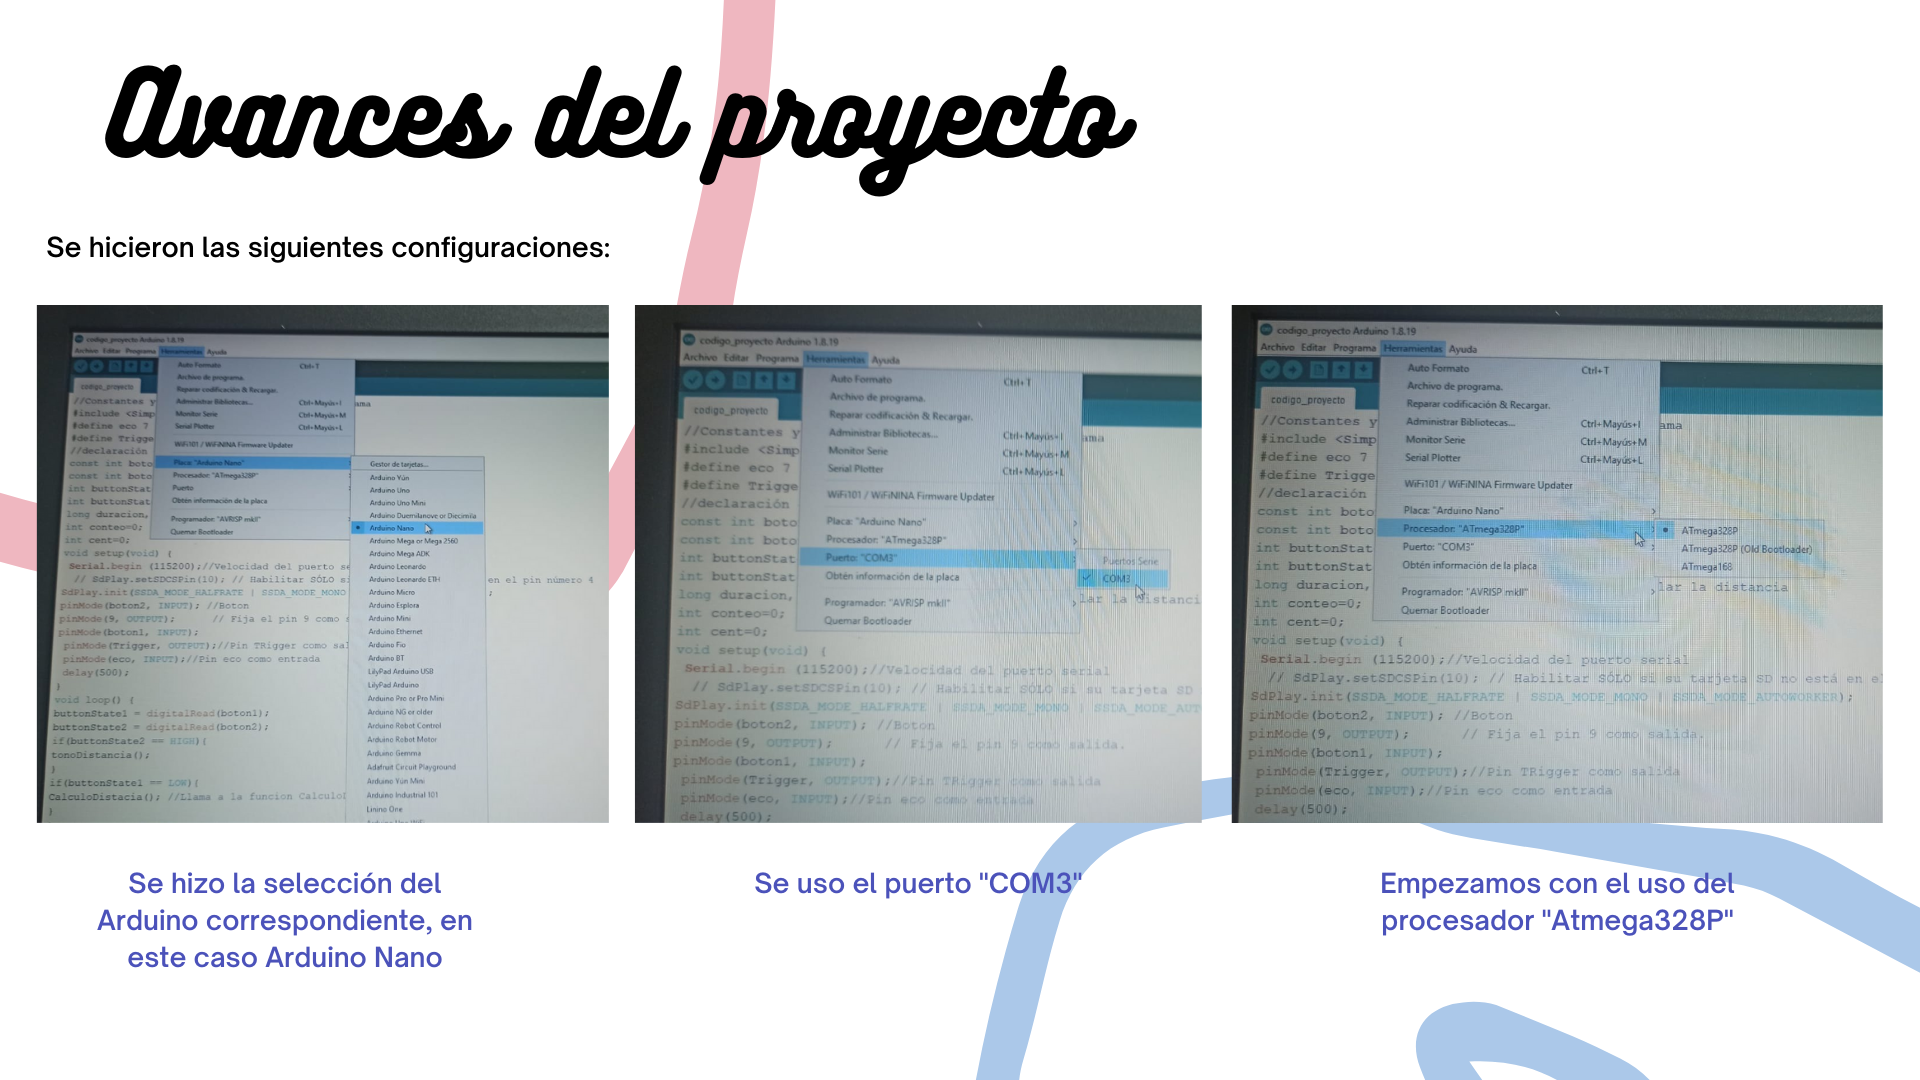 Avances del proyecto
Se hicieron las siguientes configuraciones:
codigo_proyecto Arduino 1.8.19
Archivo Editar Programa Herramientas Ayuda
Auto Formato Ctrl+T
Archivo de programa.
Reparar codificación & Recargar.
Administrar Bibliotecas... Ctrl+Mayús+I
Monitor Serie Ctrl+Mayús+M
Serial Plotter Ctrl+Mayús+L
WiFi101 / WiFiNINA Firmware Updater
Placa: "Arduino Nano"
Procesador: "ATmega328P"
Puerto
Obtén información de la placa
Programador: "AVRISP mkII"
Quemar Bootloader
Gestor de tarjetas...
Arduino Yún
Arduino Uno
Arduino Uno Mini
Arduino Duemilanove or Diecimila
Arduino Nano
Arduino Mega or Mega 2560
Arduino Mega ADK
Arduino Leonardo
Arduino Leonardo ETH
Arduino Micro
Arduino Esplora
Arduino Mini
Arduino Ethernet
Arduino Fio
Arduino BT
LilyPad Arduino USB
LilyPad Arduino
Arduino Pro or Pro Mini
Arduino NG or older
Arduino Robot Control
Arduino Robot Motor
Arduino Gemma
Adafruit Circuit Playground
Arduino Yún Mini
Arduino Industrial 101
Linino One
codigo_proyecto
ama
//Constantes y
#include <Simp
#define eco 7
#define Trigge
//declaración
const int boto
const int boto
int buttonStat
int buttonStat
long duracion,
int conteo=0;
void setup(void) {
Serial.begin (115200);//Velocidad del puerto se
// SdPlay.setSDCSPin(10); // Habilitar SÓLO si en el pin número 4
SdPlay.init(SSDA_MODE_HALFRATE | SSDA_MODE_MONO ;
pinMode(boton2, INPUT); //Boton
pinMode(9, OUTPUT); // Fija el pin 9 como s
pinMode(boton1, INPUT);
pinMode(Trigger, OUTPUT);//Pin TRigger como sal
pinMode(eco, INPUT);//Pin eco como entrada
delay(500);
}
void loop() {
buttonState1 = digitalRead(boton1);
buttonState2 = digitalRead(boton2);
if(buttonState2 == HIGH){
tonoDistancia();
}
if(buttonState1 == LOW){
CalculoDistacia(); //Llama a la funcion Calculo
}
codigo_proyecto Arduino 1.8.19
Archivo Editar Programa Herramientas Ayuda
Auto Formato Ctrl+T
Archivo de programa.
Reparar codificación & Recargar.
Administrar Bibliotecas... Ctrl+Mayús+I
Monitor Serie Ctrl+Mayús+M
Serial Plotter Ctrl+Mayús+L
WiFi101 / WiFiNINA Firmware Updater
Placa: "Arduino Nano"
Procesador: "ATmega328P"
Puerto: "COM3"
Obtén información de la placa
Programador: "AVRISP mkII"
Quemar Bootloader
Puertos Serie
COM3
codigo_proyecto
ama
//Constantes y
#include <Simp
#define eco 7
#define Trigge
//declaración
const int boto
const int boto
int buttonStat
int buttonStat
long duracion, lar la distanci
int conteo=0;
int cent=0;
void setup(void) {
Serial.begin (115200);//Velocidad del puerto serial
// SdPlay.setSDCSPin(10); // Habilitar SÓLO si su tarjeta SD
SdPlay.init(SSDA_MODE_HALFRATE | SSDA_MODE_MONO | SSDA_MODE_AUT
pinMode(boton2, INPUT); //Boton
pinMode(9, OUTPUT); // Fija el pin 9 como salida.
pinMode(boton1, INPUT);
pinMode(Trigger, OUTPUT);//Pin TRigger como salida
pinMode(eco, INPUT);//Pin eco como entrada
delay(500);
codigo_proyecto Arduino 1.8.19
Archivo Editar Programa Herramientas Ayuda
Auto Formato Ctrl+T
Archivo de programa.
Reparar codificación & Recargar.
Administrar Bibliotecas... Ctrl+Mayús+I
Monitor Serie Ctrl+Mayús+M
Serial Plotter Ctrl+Mayús+L
WiFi101 / WiFiNINA Firmware Updater
Placa: "Arduino Nano"
Procesador: "ATmega328P"
Puerto: "COM3"
Obtén información de la placa
Programador: "AVRISP mkII"
Quemar Bootloader
ATmega328P
ATmega328P (Old Bootloader)
ATmega168
codigo_proyecto
ama
//Constantes y
#include <Simp
#define eco 7
#define Trigge
//declaración
const int boto
const int boto
int buttonStat
int buttonStat
long duracion, lar la distancia
int conteo=0;
int cent=0;
void setup(void) {
Serial.begin (115200);//Velocidad del puerto serial
// SdPlay.setSDCSPin(10); // Habilitar SÓLO si su tarjeta SD no está en el
SdPlay.init(SSDA_MODE_HALFRATE | SSDA_MODE_MONO | SSDA_MODE_AUTOWORKER);
pinMode(boton2, INPUT); //Boton
pinMode(9, OUTPUT); // Fija el pin 9 como salida.
pinMode(boton1, INPUT);
pinMode(Trigger, OUTPUT);//Pin TRigger como salida
pinMode(eco, INPUT);//Pin eco como entrada
delay(500);
Se hizo la selección del
Arduino correspondiente, en
este caso Arduino Nano
Se uso el puerto "COM3"
Empezamos con el uso del
procesador "Atmega328P"